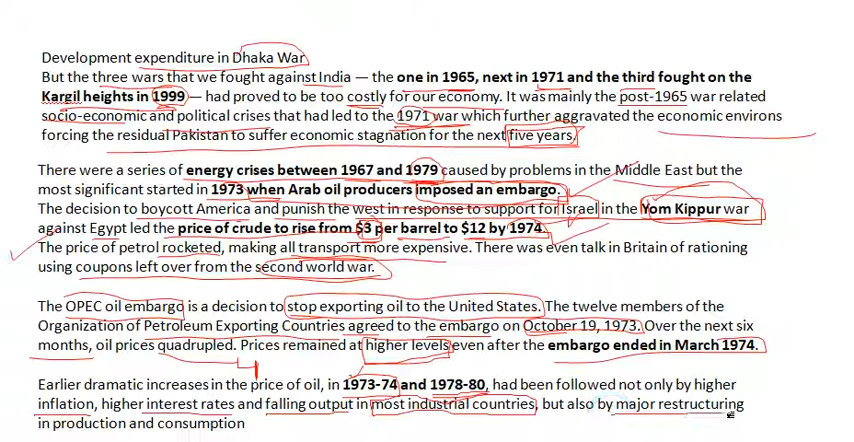 Development expenditure in Dhaka War
But the three wars that we fought against India — the one in 1965, next in 1971 and the third fought on the
Kargil heights in 1999 — had proved to be too costly for our economy. It was mainly the post-1965 war related
socio-economic and political crises that had led to the 1971 war which further aggravated the economic environs
forcing the residual Pakistan to suffer economic stagnation for the next five years.
There were a series of energy crises between 1967 and 1979 caused by problems in the Middle East but the
most significant started in 1973 when Arab oil producers imposed an embargo.
The decision to boycott America and punish the west in response to support for Israel in the Yom Kippur war
against Egypt led the price of crude to rise from $3 per barrel to $12 by 1974.
The price of petrol rocketed, making all transport more expensive. There was even talk in Britain of rationing
using coupons left over from the second world war.
The OPEC oil embargo is a decision to stop exporting oil to the United States. The twelve members of the
Organization of Petroleum Exporting Countries agreed to the embargo on October 19, 1973. Over the next six
months, oil prices quadrupled. Prices remained at higher levels even after the embargo ended in March 1974.
4
Earlier dramatic increases in the price of oil, in 1973-74 and 1978-80, had been followed not only by higher
inflation, higher interest rates and falling output in most industrial countries, but also by major restructuring
in production and consumption